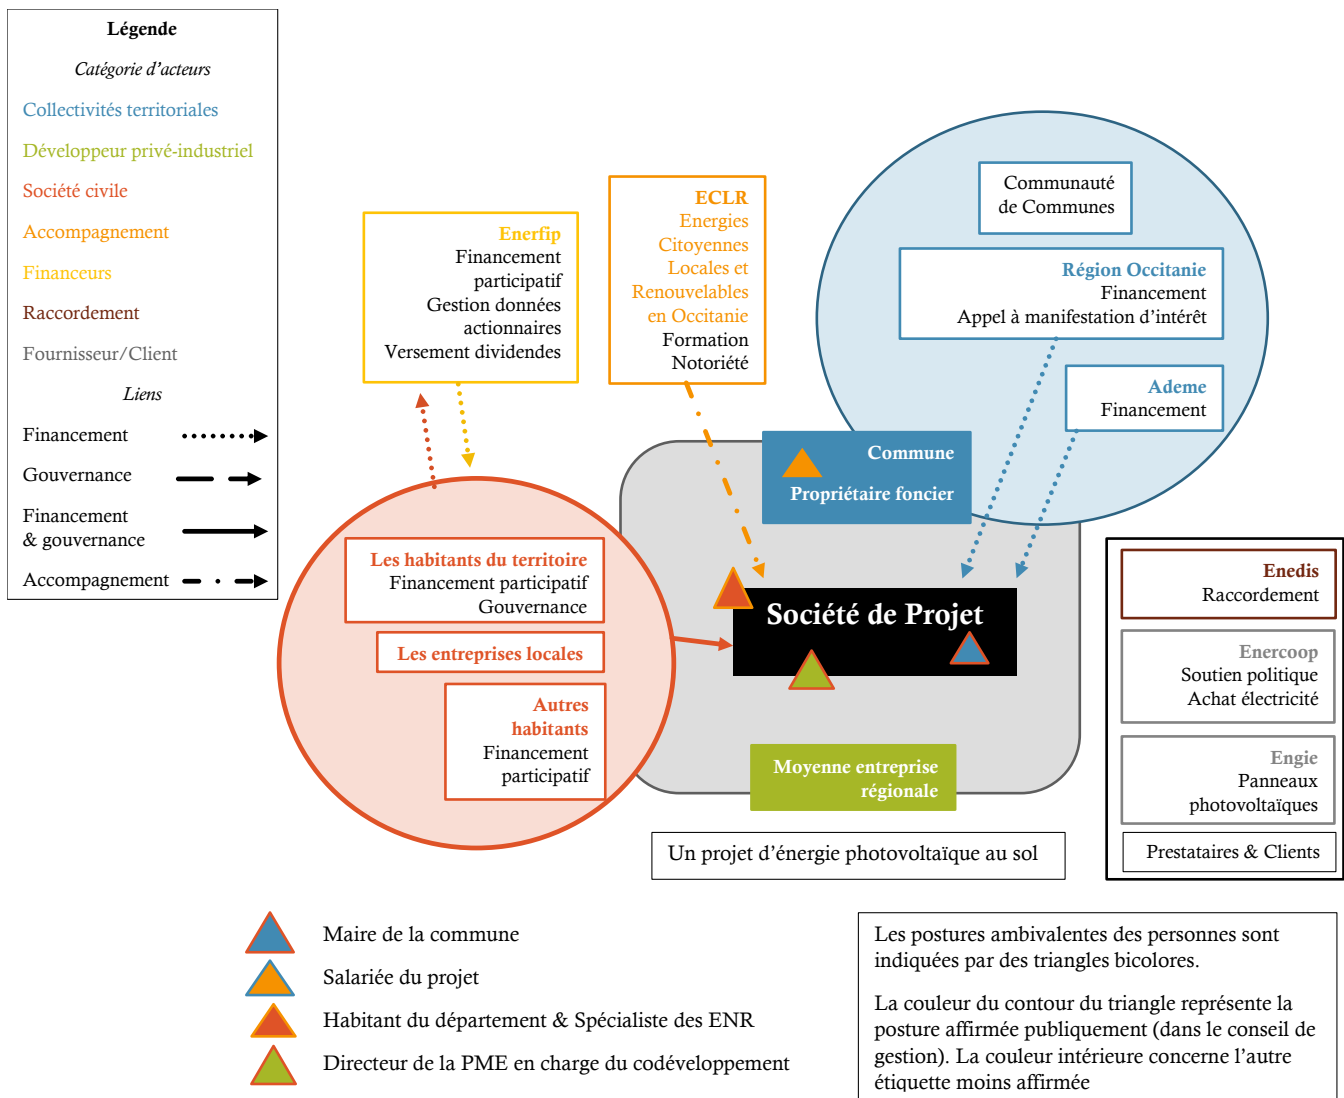 Légende
Catégorie d'acteurs
Collectivités territoriales
Développeur privé-industriel
Société civile
Accompagnement
Financeurs
Raccordement
Fournisseur/Client
Liens
Financement
Gouvernance
Financement
& gouvernance
Accompagnement
Enerfip
Financement
participatif
Gestion données
actionnaires
Versement dividendes
ECLR
Energies
Citoyennes
Locales et
Renouvelables
en Occitanie
Formation
Notoriété
Communauté
de Communes
Région Occitanie
Financement
Appel à manifestation d'intérêt
Ademe
Financement
Commune
Propriétaire foncier
Les habitants du territoire
Financement participatif
Gouvernance
Les entreprises locales
Autres
habitants
Financement
participatif
Société de Projet
Moyenne entreprise
régionale
Un projet d'énergie photovoltaïque au sol
Enedis
Raccordement
Enercoop
Soutien politique
Achat électricité
Engie
Panneaux
photovoltaïques
Prestataires & Clients
Maire de la commune
Salariée du projet
Habitant du département & Spécialiste des ENR
Directeur de la PME en charge du codéveloppement
Les postures ambivalentes des personnes sont
indiquées par des triangles bicolores.
La couleur du contour du triangle représente la
posture affirmée publiquement (dans le conseil de
gestion). La couleur intérieure concerne l'autre
étiquette moins affirmée